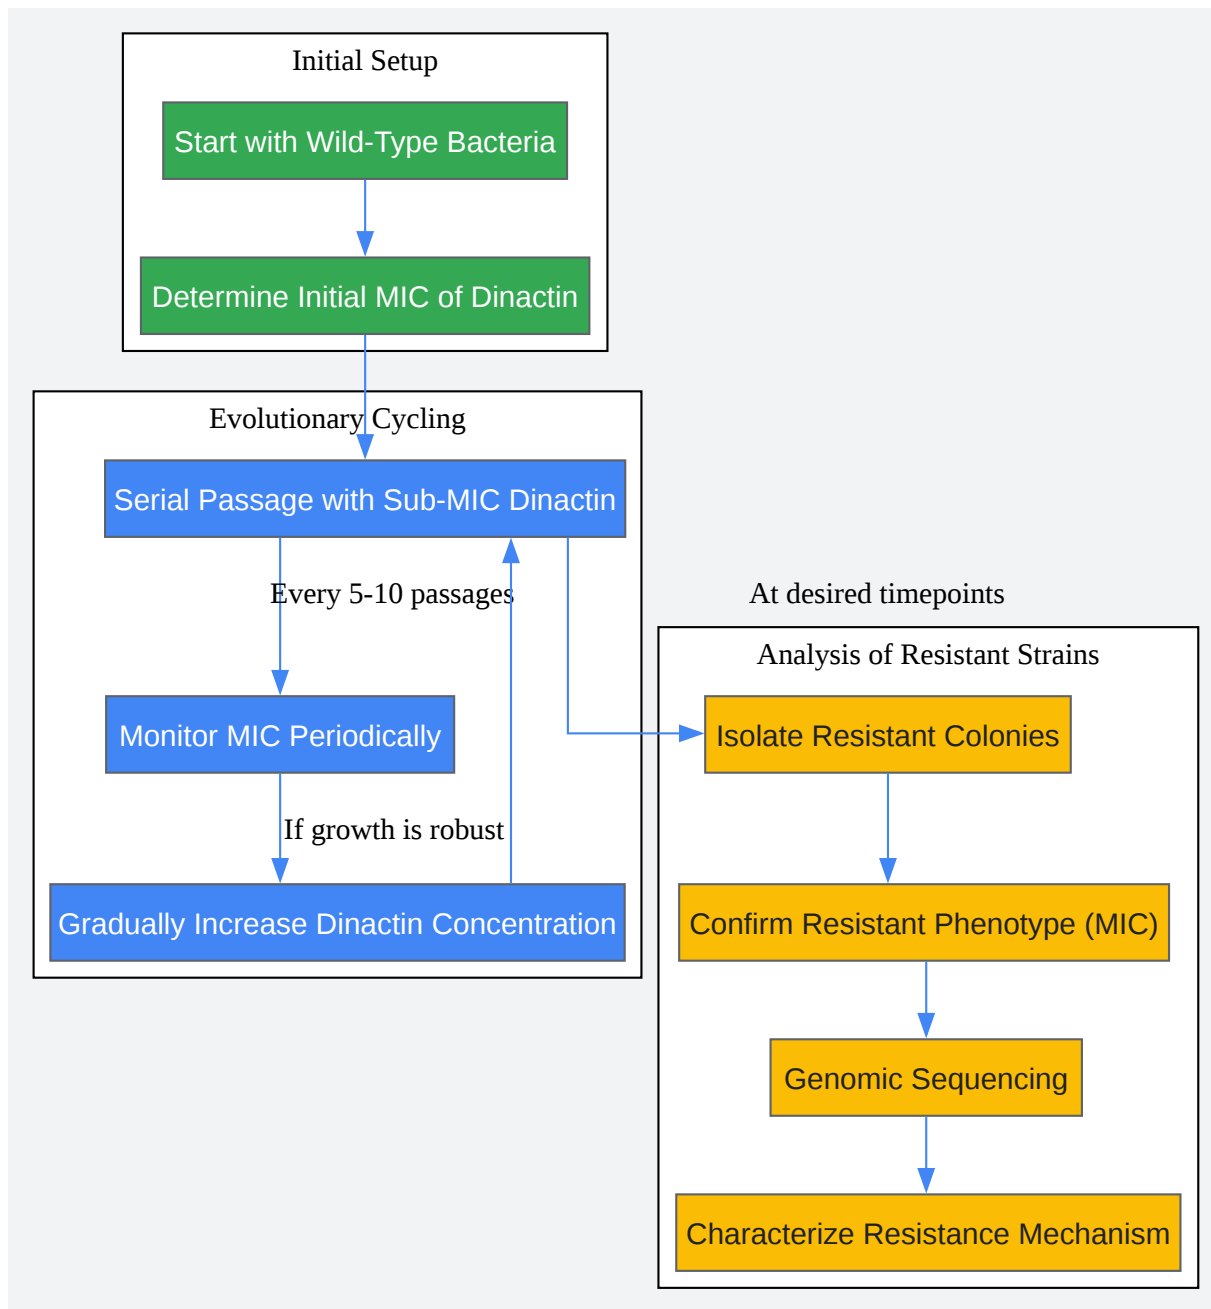 Initial Setup
Start with Wild-Type Bacteria
Determine Initial MIC of Dinactin
Evolutionary Cycling
Serial Passage with Sub-MIC Dinactin
Every 5-10 passages
Monitor MIC Periodically
If growth is robust
Gradually Increase Dinactin Concentration
At desired timepoints
Analysis of Resistant Strains
Isolate Resistant Colonies
Confirm Resistant Phenotype (MIC)
Genomic Sequencing
Characterize Resistance Mechanism